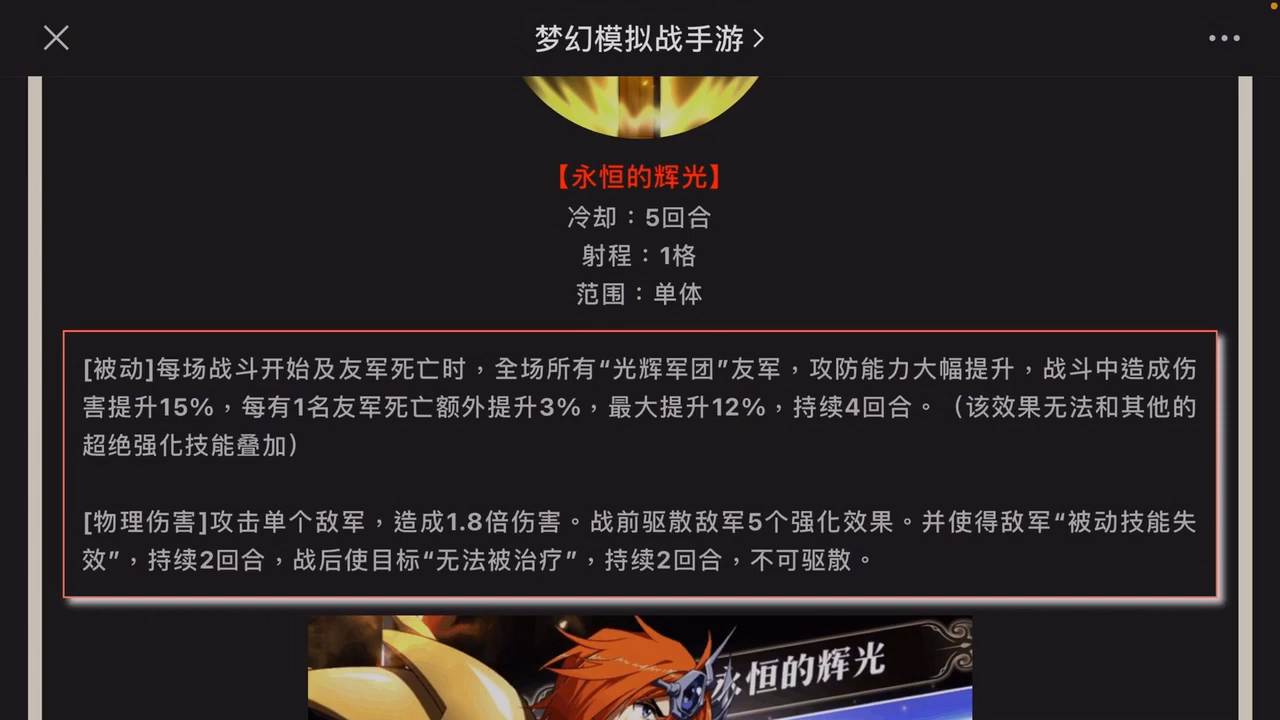 梦幻模拟战手游
【永恒的辉光】
冷却：5回合
射程：1格
范围：单体
[被动]每场战斗开始及友军死亡时，全场所有“光辉军团”友军，攻防能力大幅提升，战斗中造成伤
害提升15%，每有1名友军死亡额外提升3%，最大提升12%，持续4回合。（该效果无法和其他的
超绝强化技能叠加）
[物理伤害]攻击单个敌军，造成1.8倍伤害。战前驱散敌军5个强化效果。并使得敌军“被动技能失
效”，持续2回合，战后使目标“无法被治疗”，持续2回合，不可驱散。
永恒的辉光